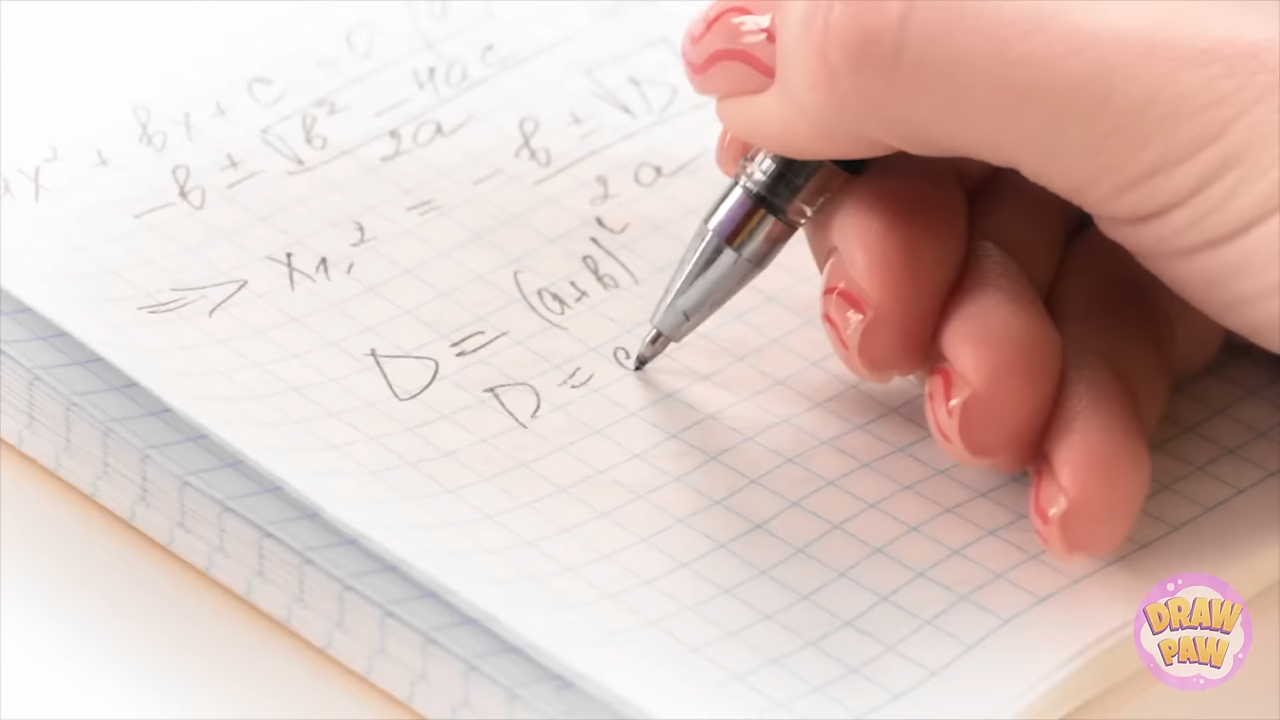 ax² + bx + c = 0
-b ± √b² - 4ac
2a
⇒ x₁,₂ = -b ± √D
2a
D = (a+b)²
D =
DRAW
PAW